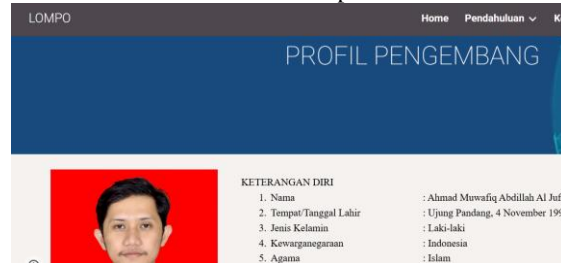 LOMPO Home Pendahuluan
PROFIL PENGEMBANG
KETERANGAN DIRI
1. Nama : Ahmad Muwafiq Abdillah Al
2. Tempat/Tanggal Lahir : Ujung Pandang, 4 November
3. Jenis Kelamin : Laki-laki
4. Kewarganegaraan : Indonesia
5. Agama : Islam